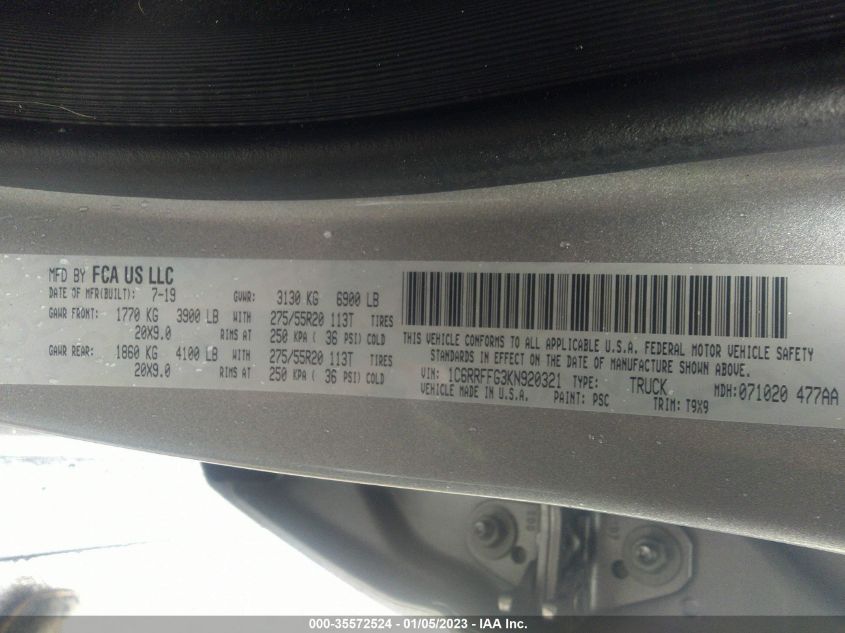 MFD BY FCA US LLC
DATE OF MFR(BUILT): 7-19 GVWR: 3130 KG 6900 LB
GAWR FRONT: 1770 KG 3900 LB WITH 275/55R20 113T TIRES
20X9.0 RIMS AT 250 KPA ( 36 PSI) COLD
GAWR REAR: 1860 KG 4100 LB WITH 275/55R20 113T TIRES
20X9.0 RIMS AT 250 KPA ( 36 PSI) COLD
THIS VEHICLE CONFORMS TO ALL APPLICABLE U.S.A. FEDERAL MOTOR VEHICLE SAFETY
STANDARDS IN EFFECT ON THE DATE OF MANUFACTURE SHOWN ABOVE.
VIN: 1C6RRFFG3KN920321 TYPE: TRUCK MDH:071020 477AA
VEHICLE MADE IN U.S.A. PAINT: PSC TRIM: T9X9
000-35572524 - 01/05/2023 - IAA Inc.